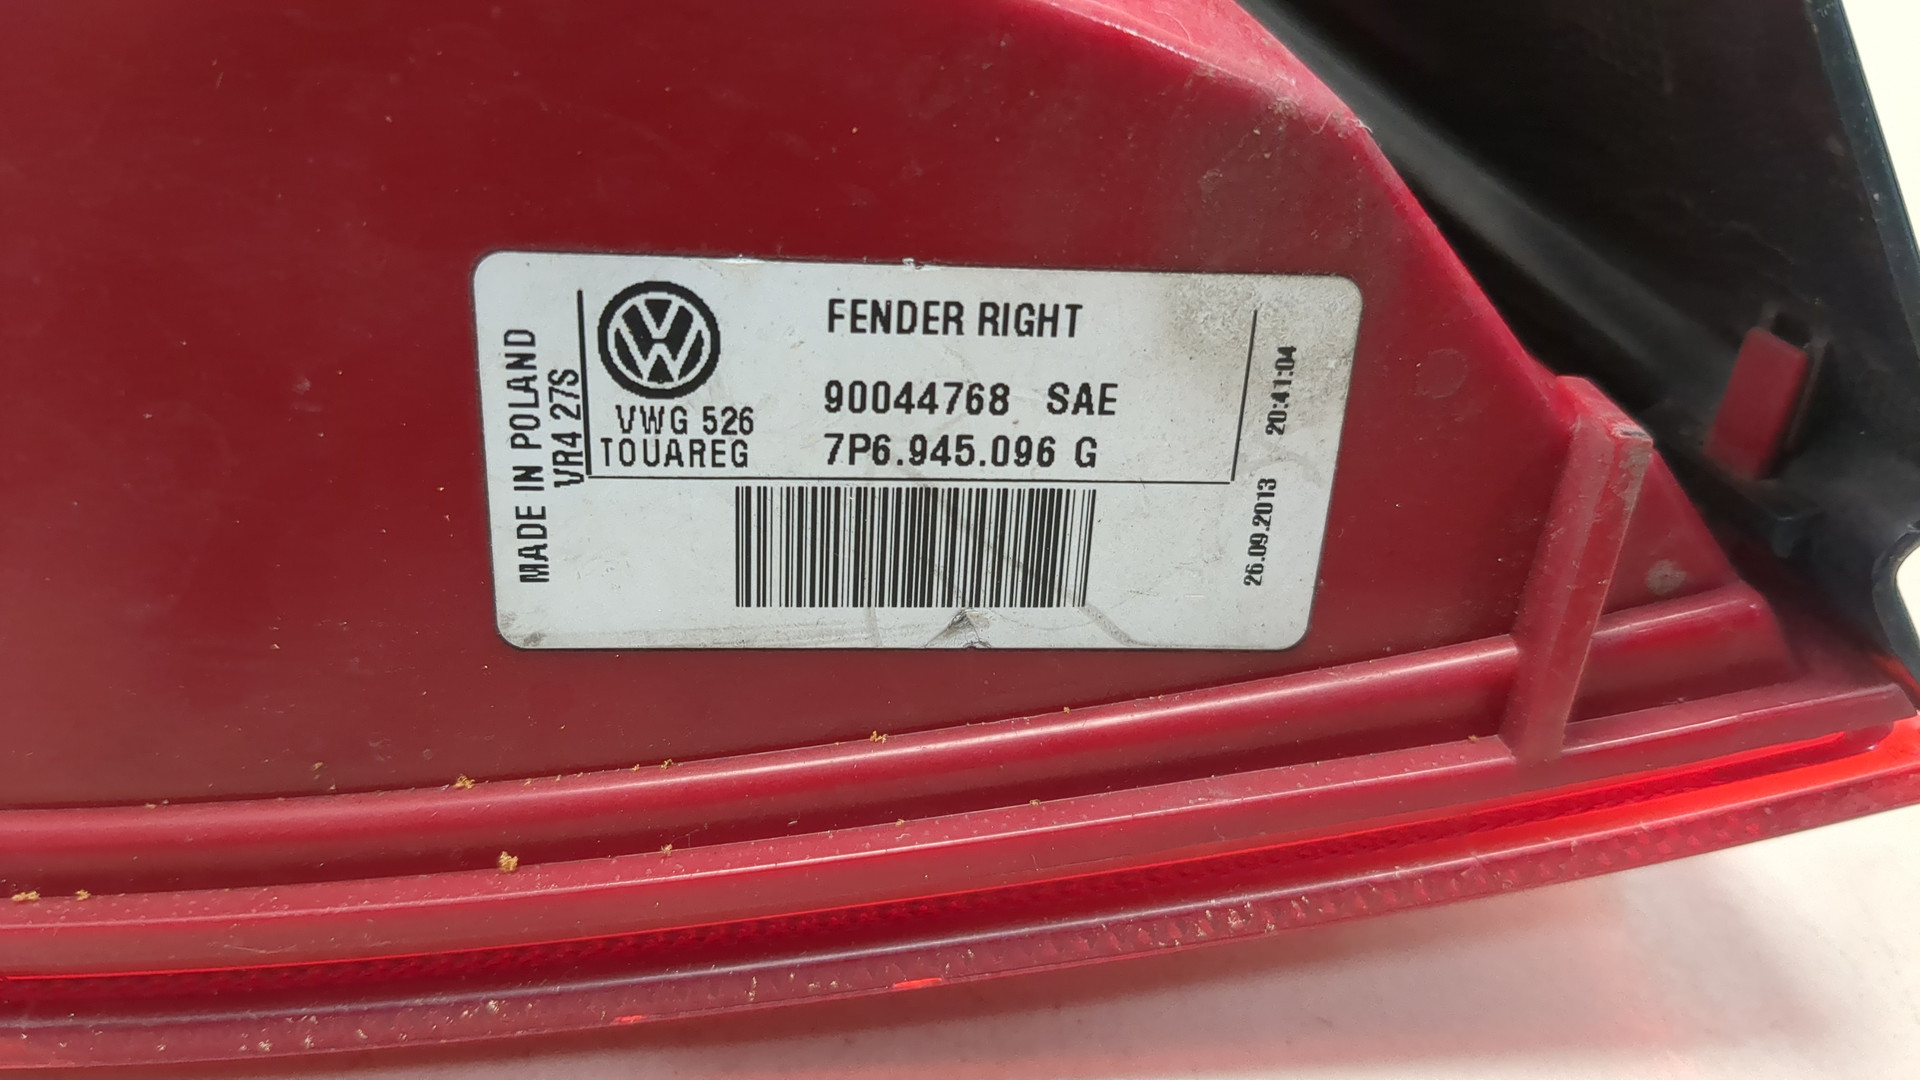 FENDER RIGHT
90044768 SAE
7P6.945.096 G
VWG 526
TOUAREG
MADE IN POLAND
VR4 27S
26.09.2013 20:41:04